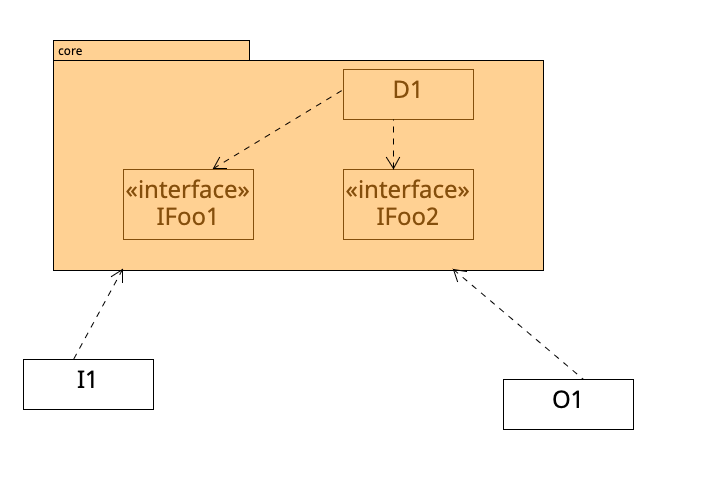 core
D1
«interface»
IFoo1
«interface»
IFoo2
I1
O1